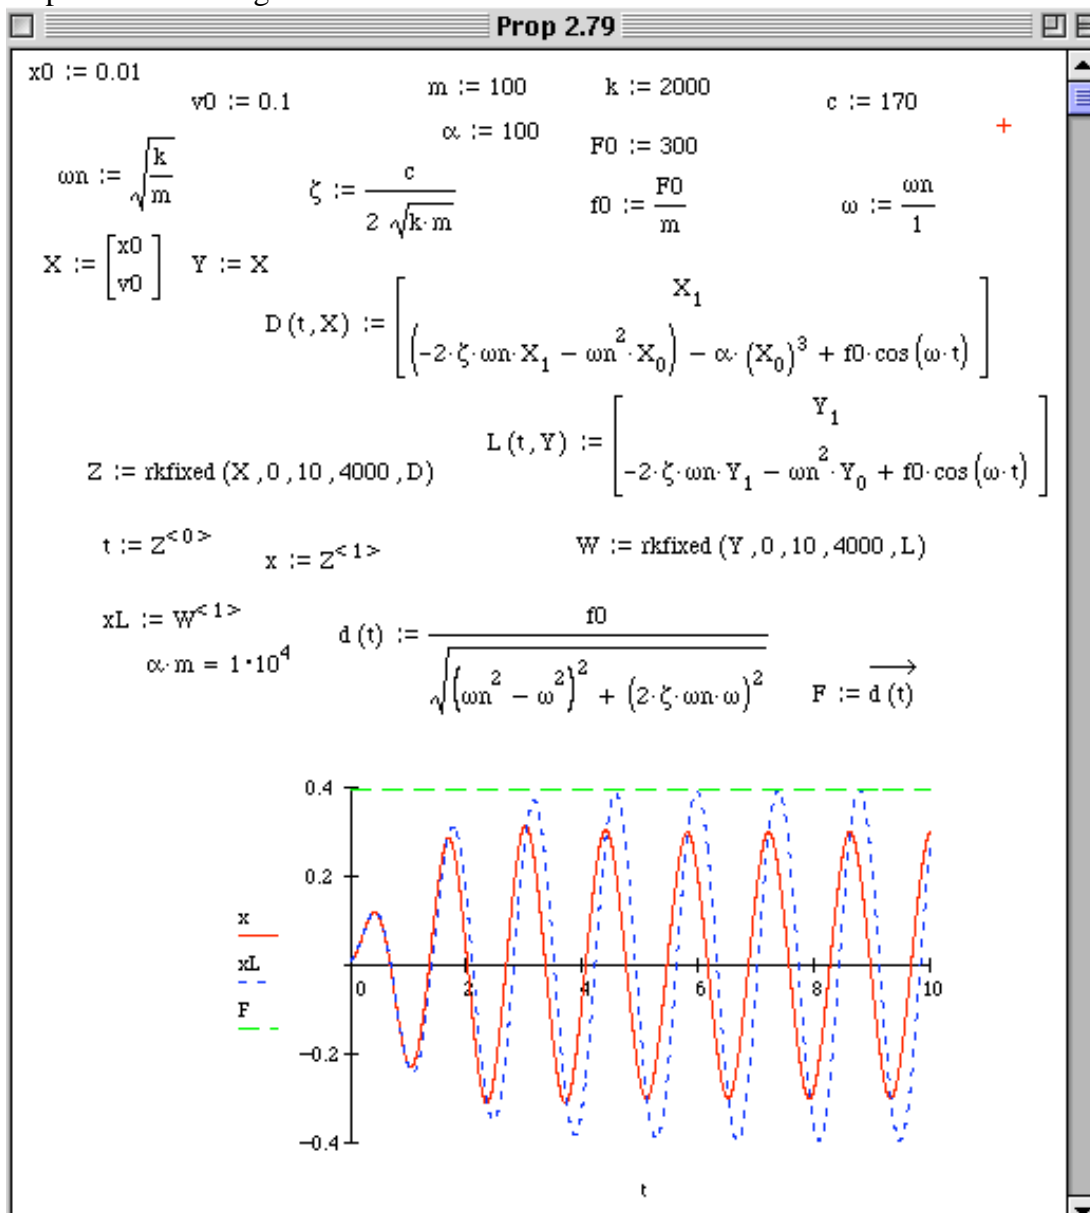 Prop 2.79
x0 := 0.01
v0 := 0.1
m := 100
k := 2000
c := 170
α := 100
F0 := 300
ωn := √(k/m)
ζ := c/(2 √(k·m))
f0 := F0/m
ω := ωn/1
X := [x0 v0]
Y := X
D (t , X) := [X₁ (−2·ζ·ωn·X₁ − ωn²·X₀) − α·(X₀)³ + f0·cos (ω·t)]
L (t , Y) := [Y₁ −2·ζ·ωn·Y₁ − ωn²·Y₀ + f0·cos (ω·t)]
Z := rkfixed (X , 0 , 10 , 4000 , D)
t := Z^<0>
x := Z^<1>
W := rkfixed (Y , 0 , 10 , 4000 , L)
xL := W^<1>
α·m = 1•10⁴
d (t) := f0/√((ωn² − ω²)² + (2·ζ·ωn·ω)²)
F := d (t)
0.4
0.2
−0.2
−0.4
0 2 4 6 8 10
x
xL
F
t